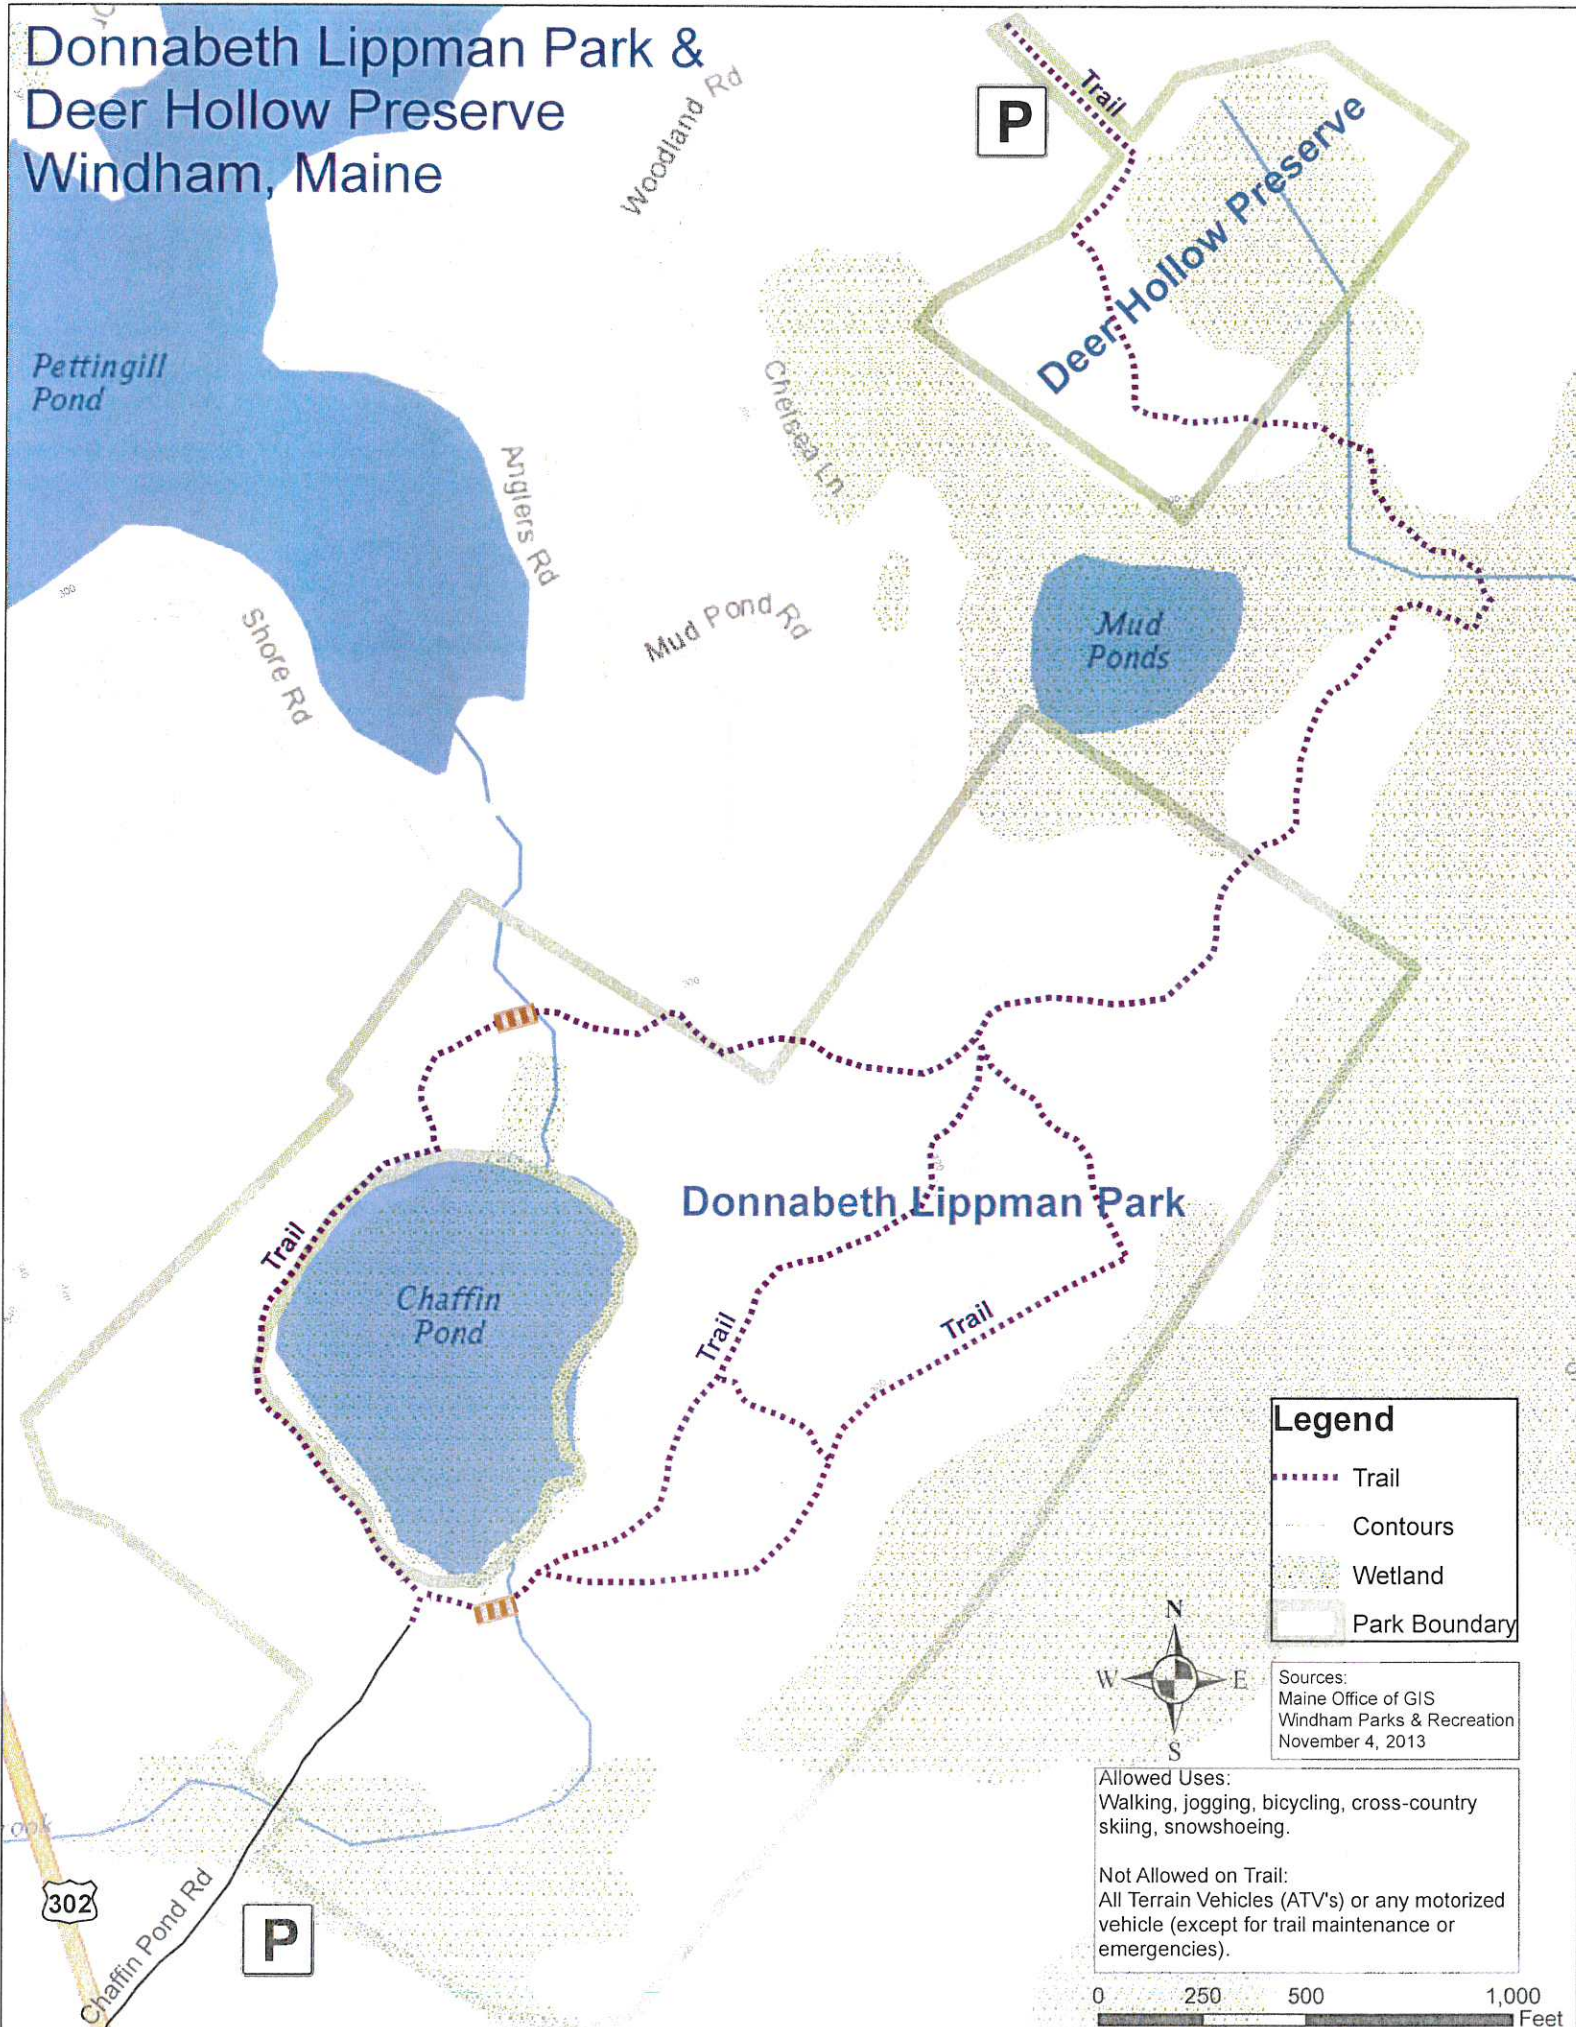 Donnabeth Lippman Park &
Deer Hollow Preserve
Windham, Maine
Woodland Rd
P
Trail
Deer Hollow Preserve
Pettingill
Pond
Chelsea Ln
Anglers Rd
300
Shore Rd
Mud Pond Rd
Mud
Ponds
300
Donnabeth Lippman Park
Trail
Chaffin
Pond
Trail
Trail
Legend
Trail
Contours
Wetland
Park Boundary
N
W
E
S
Sources:
Maine Office of GIS
Windham Parks & Recreation
November 4, 2013
Allowed Uses:
Walking, jogging, bicycling, cross-country
skiing, snowshoeing.
Not Allowed on Trail:
All Terrain Vehicles (ATV's) or any motorized
vehicle (except for trail maintenance or
emergencies).
302
Chaffin Pond Rd
P
0 250 500 1,000
Feet